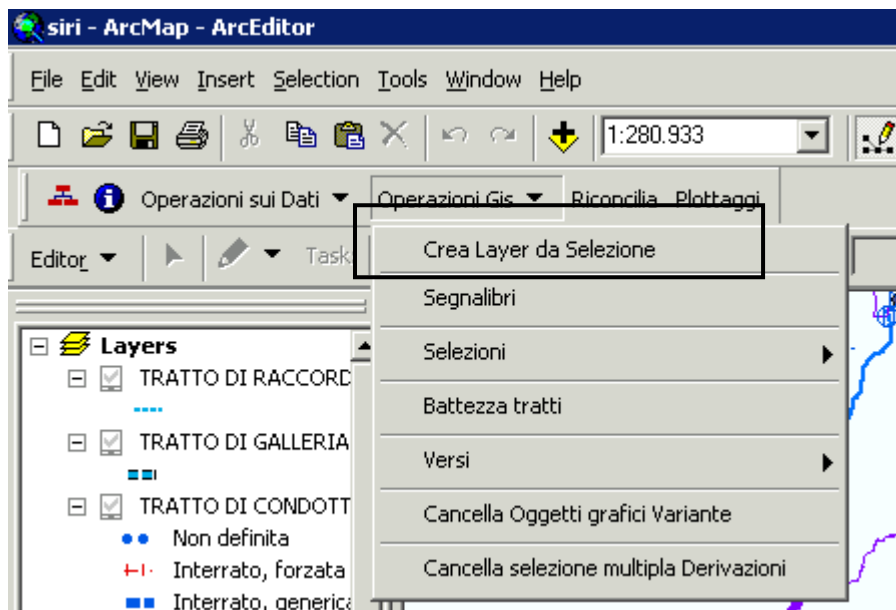 siri - ArcMap - ArcEditor
File Edit View Insert Selection Tools Window Help
1:280.933
Operazioni sui Dati Operazioni Gis Riconcilia Plottaggi
Editor Task
Crea Layer da Selezione
Segnalibri
Selezioni
Battezza tratti
Versi
Cancella Oggetti grafici Variante
Cancella selezione multipla Derivazioni
Layers
TRATTO DI RACCORD
TRATTO DI GALLERIA
TRATTO DI CONDOTT
Non definita
Interrato, forzata
Interrato, generica